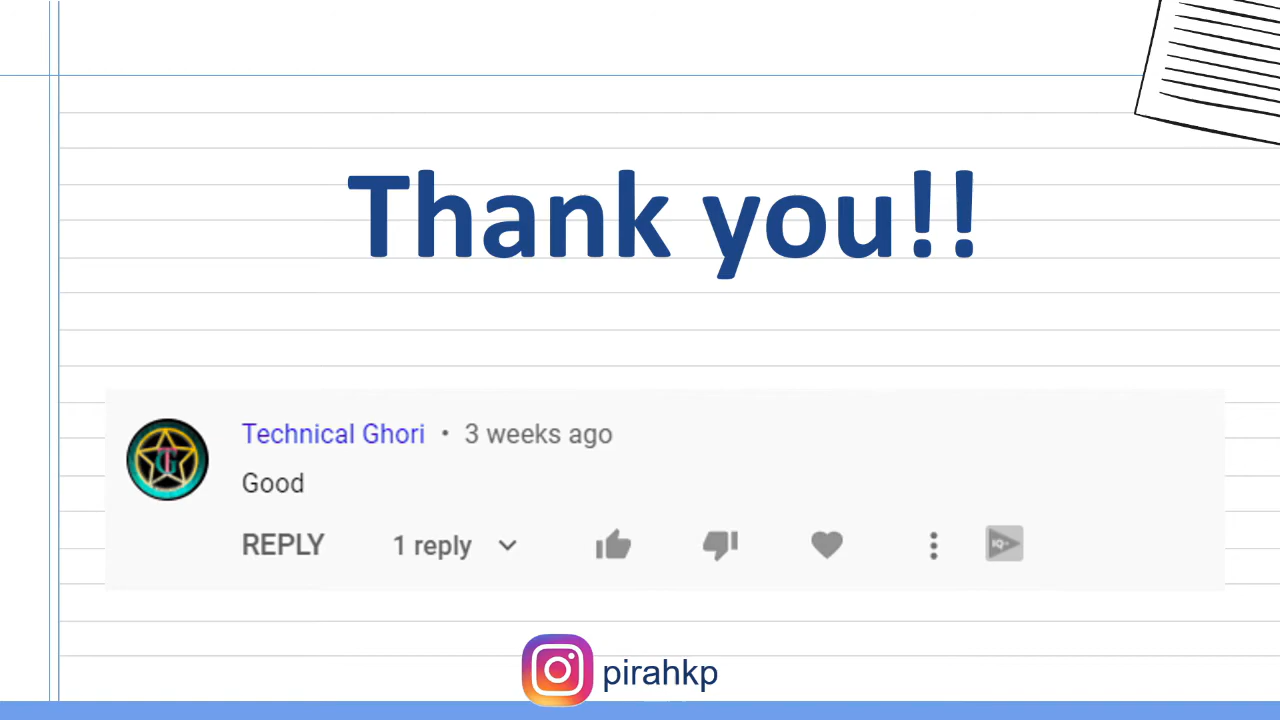 Thank you!!
Technical Ghori • 3 weeks ago
Good
REPLY 1 reply
pirahkp